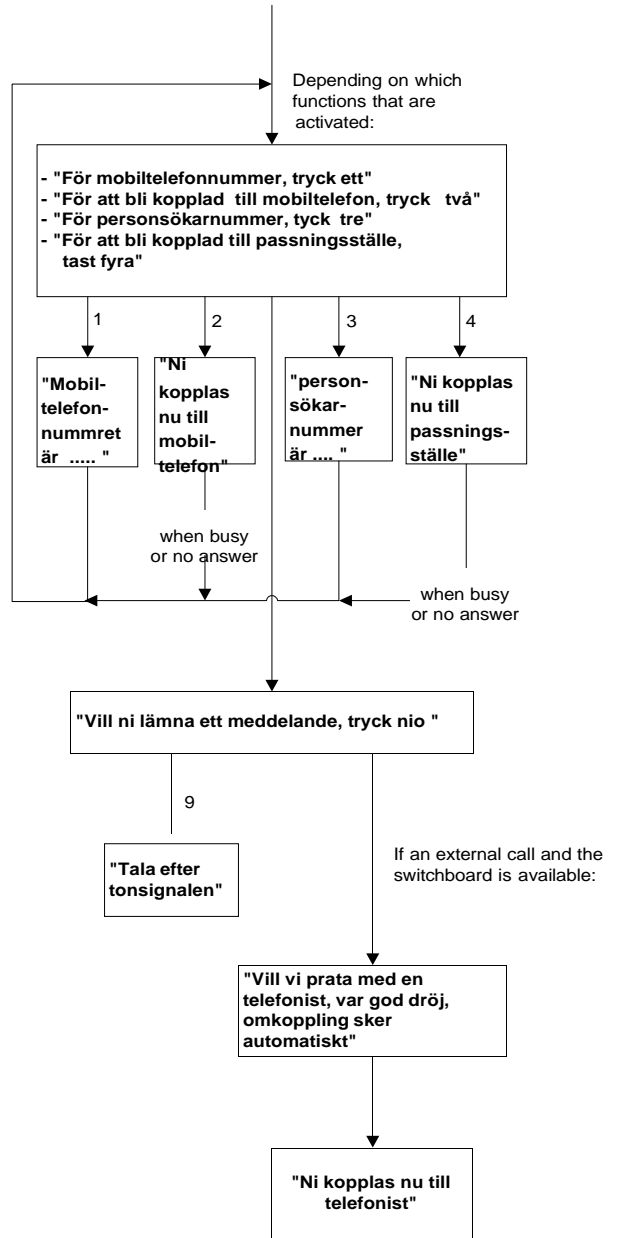 Depending on which
functions that are
activated:
- "För mobiltelefonnummer, tryck ett"
- "För att bli kopplad till mobiltelefon, tryck två"
- "För personsökarnummer, tyck tre"
- "För att bli kopplad till passningsställe,
tast fyra"
1
2
3
4
"Mobil-
telefon-
nummret
är ..... "
"Ni
kopplas
nu till
mobil-
telefon"
"person-
sökar-
nummer
är .... "
"Ni kopplas
nu till
passnings-
ställe"
when busy
or no answer
when busy
or no answer
"Vill ni lämna ett meddelande, tryck nio "
9
"Tala efter
tonsignalen"
If an external call and the
switchboard is available:
"Vill vi prata med en
telefonist, var god dröj,
omkoppling sker
automatiskt"
"Ni kopplas nu till
telefonist"